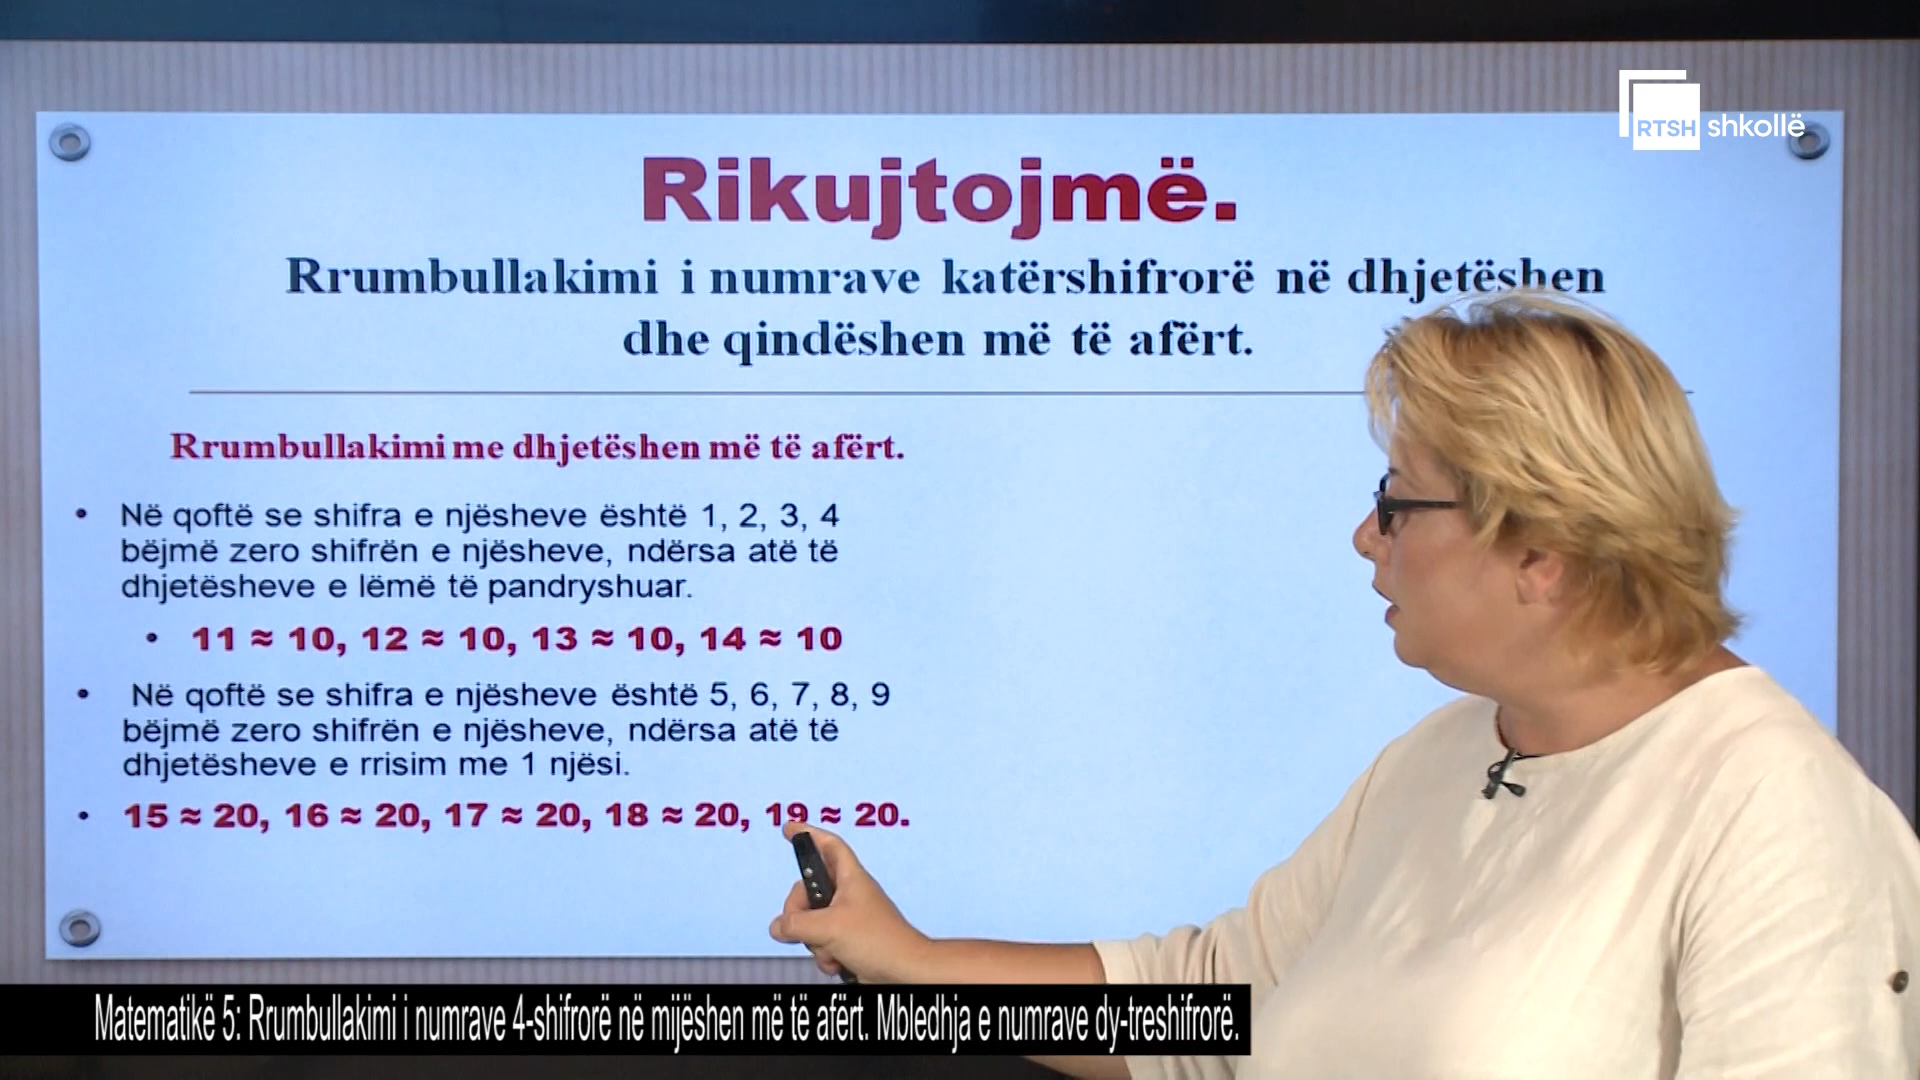 RTSH shkollë
Rikujtojmë.
Rrumbullakimi i numrave katërshifrorë në dhjetëshen
dhe qindëshen më të afërt.
Rrumbullakimi me dhjetëshen më të afërt.
• Në qoftë se shifra e njësheve është 1, 2, 3, 4
bëjmë zero shifrën e njësheve, ndërsa atë të
dhjetësheve e lëmë të pandryshuar.
• 11 ≈ 10, 12 ≈ 10, 13 ≈ 10, 14 ≈ 10
• Në qoftë se shifra e njësheve është 5, 6, 7, 8, 9
bëjmë zero shifrën e njësheve, ndërsa atë të
dhjetësheve e rrisim me 1 njësi.
• 15 ≈ 20, 16 ≈ 20, 17 ≈ 20, 18 ≈ 20, 19 ≈ 20.
Matematikë 5: Rrumbullakimi i numrave 4-shifrorë në mijëshen më të afërt. Mbledhja e numrave dy-treshifrorë.